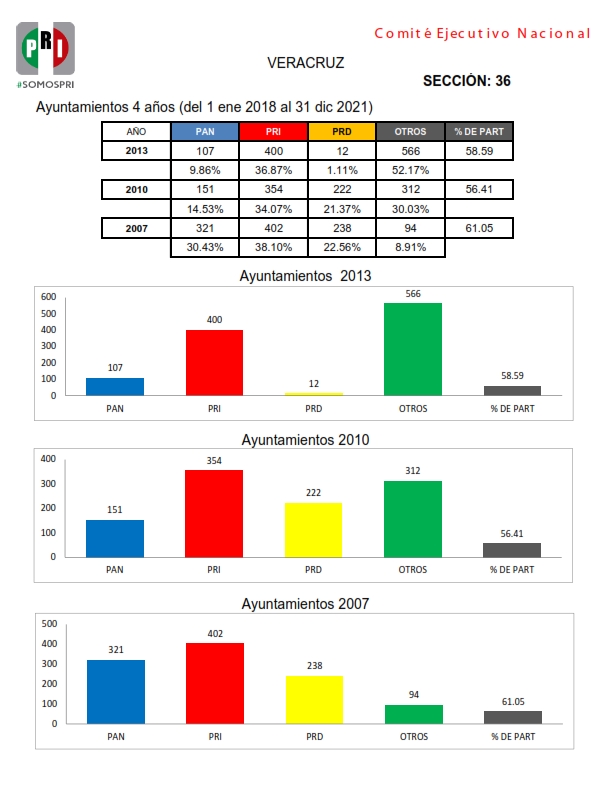 Comité Ejecutivo Nacional
PRI
#SOMOSPRI
VERACRUZ
SECCIÓN: 36
Ayuntamientos 4 años (del 1 ene 2018 al 31 dic 2021)
AÑO PAN PRI PRD OTROS % DE PART
2013 107 400 12 566 58.59
9.86% 36.87% 1.11% 52.17%
2010 151 354 222 312 56.41
14.53% 34.07% 21.37% 30.03%
2007 321 402 238 94 61.05
30.43% 38.10% 22.56% 8.91%
Ayuntamientos 2013
600
500
400
300
200
100
0
107 400 12 566 58.59
PAN PRI PRD OTROS % DE PART
Ayuntamientos 2010
400
300
200
100
0
151 354 222 312 56.41
PAN PRI PRD OTROS % DE PART
Ayuntamientos 2007
500
400
300
200
100
0
321 402 238 94 61.05
PAN PRI PRD OTROS % DE PART